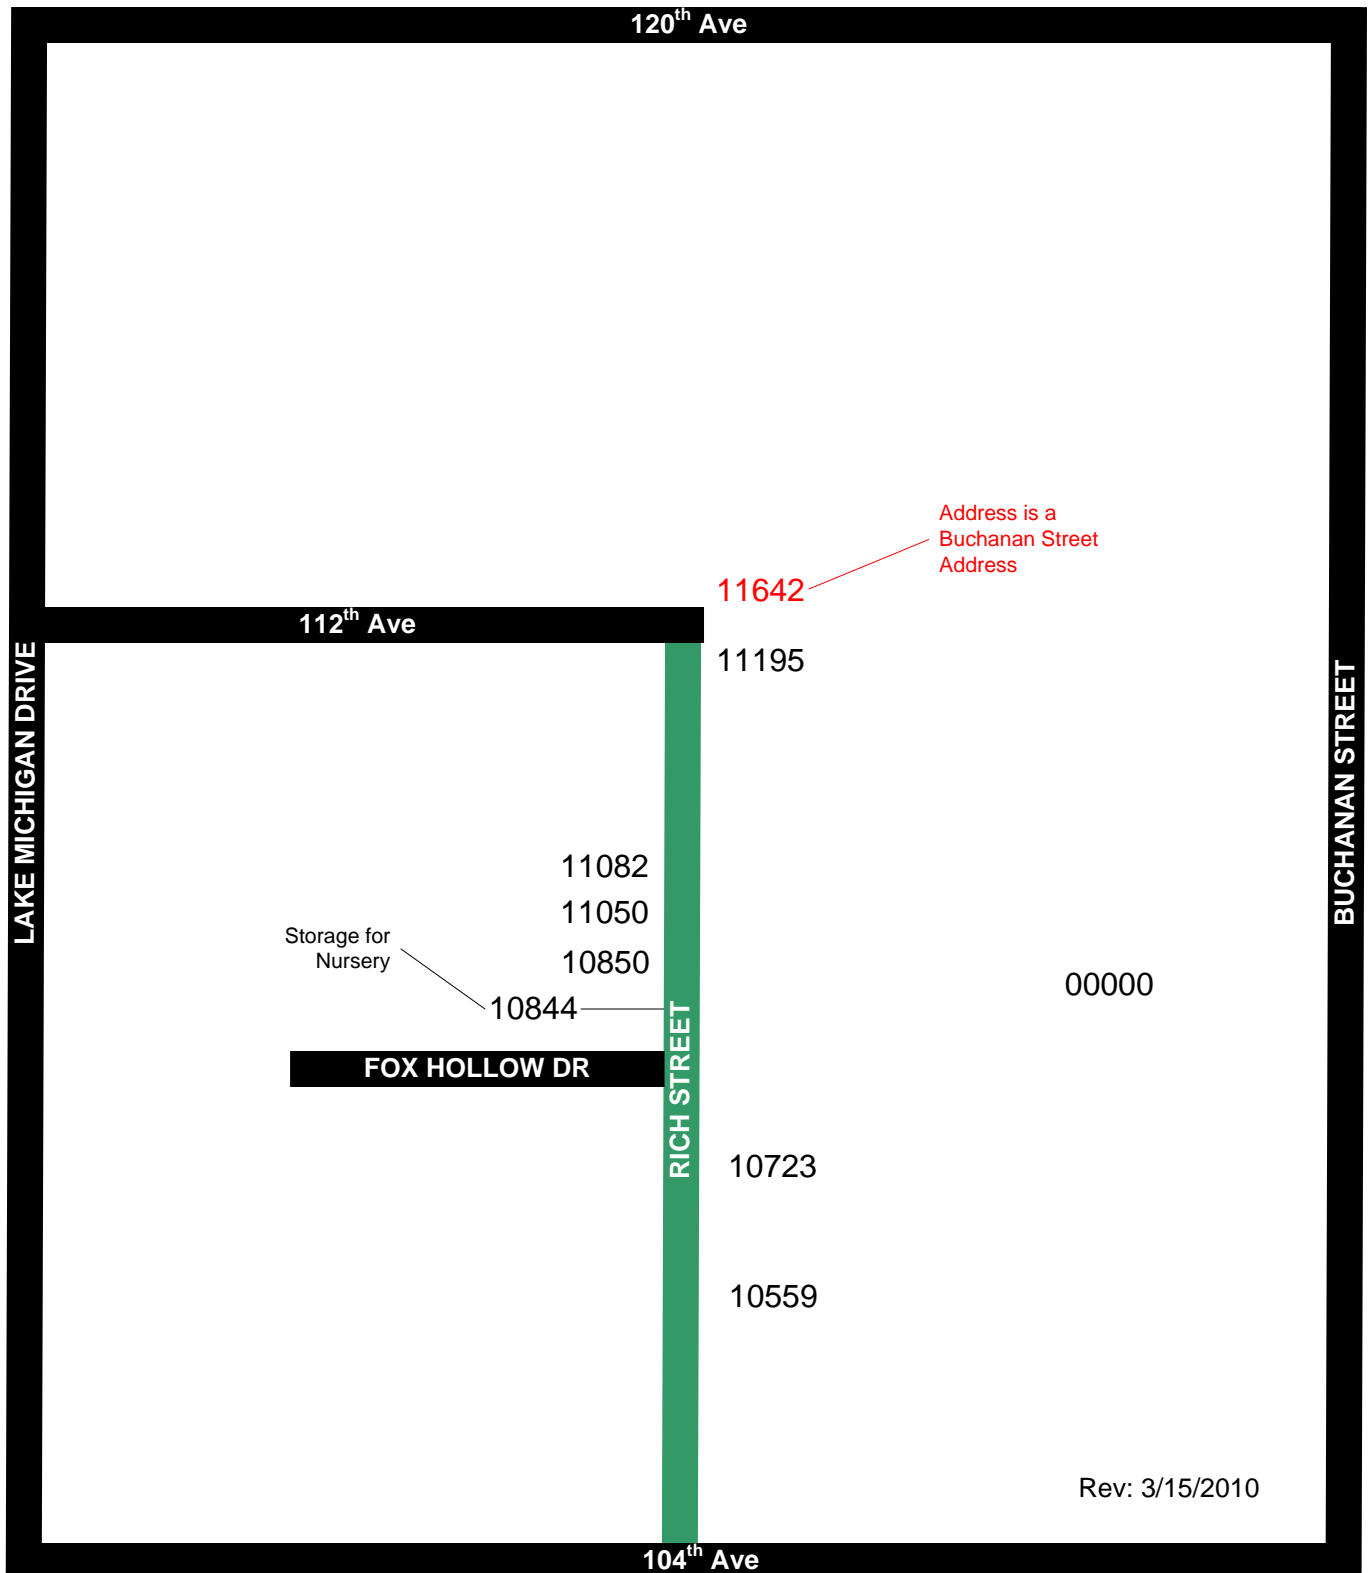 120th Ave
Address is a
Buchanan Street
Address
11642
112th Ave
11195
LAKE MICHIGAN DRIVE
BUCHANAN STREET
11082
11050
Storage for
Nursery
10850
00000
10844
RICH STREET
FOX HOLLOW DR
10723
10559
Rev: 3/15/2010
104th Ave